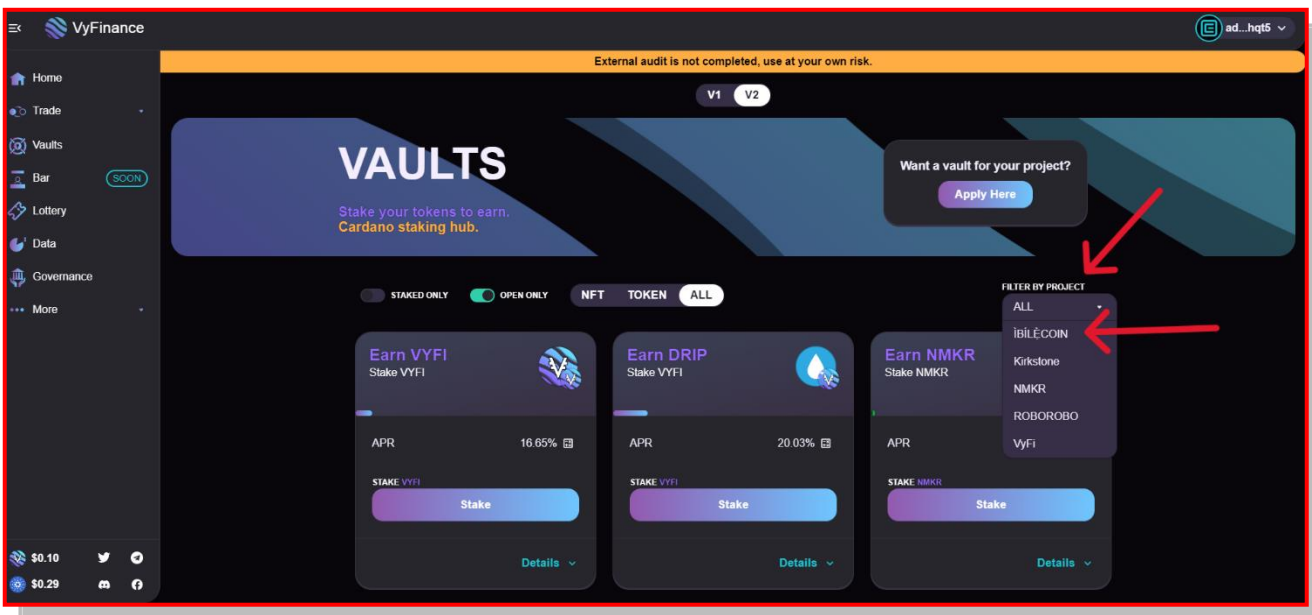 VyFinance
ad...hqt5
External audit is not completed, use at your own risk.
Home
Trade
Vaults
Bar SOON
Lottery
Data
Governance
More
V1 V2
VAULTS
Stake your tokens to earn.
Cardano staking hub.
Want a vault for your project?
Apply Here
STAKED ONLY OPEN ONLY NFT TOKEN ALL
FILTER BY PROJECT
ALL
ÌBÍLẸ̀COIN
Kirkstone
NMKR
ROBOROBO
VyFi
Earn VYFI
Stake VYFI
APR 16.65%
STAKE VYFI
Stake
Details
Earn DRIP
Stake VYFI
APR 20.03%
STAKE VYFI
Stake
Details
Earn NMKR
Stake NMKR
APR
STAKE NMKR
Stake
Details
$0.10
$0.29